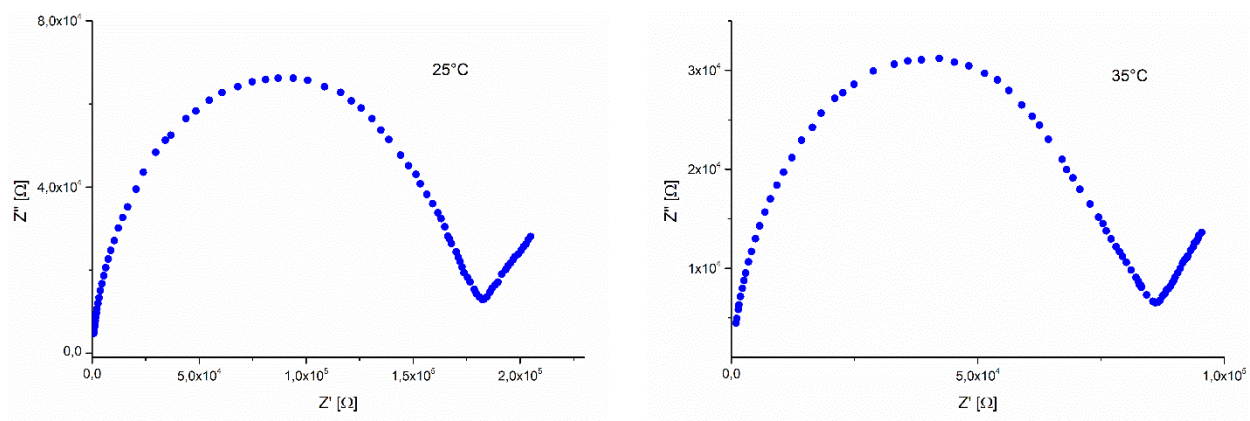 8,0x10⁴
25°C
4,0x10⁴
Z" [Ω]
0,0
0,0
5,0x10⁴
1,0x10⁵
1,5x10⁵
2,0x10⁵
Z' [Ω]
3x10⁴
35°C
2x10⁴
Z" [Ω]
1x10⁴
0,0
5,0x10⁴
1,0x10⁵
Z' [Ω]